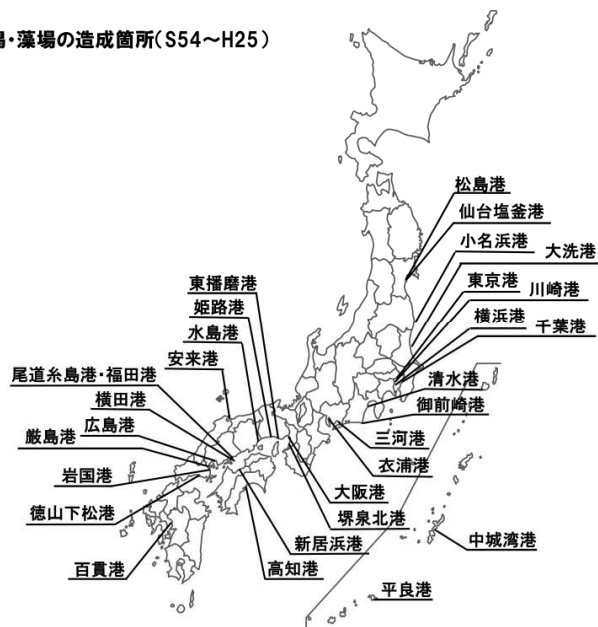 ・藻場の造成箇所(S54～H25)
松島港
仙台塩釜港
小名浜港
大洗港
東京港
川崎港
横浜港
千葉港
清水港
御前崎港
三河港
衣浦港
大阪港
堺泉北港
新居浜港
高知港
東播磨港
姫路港
水島港
安来港
尾道糸島港・福田港
横田港
広島港
厳島港
岩国港
徳山下松港
百貫港
中城湾港
平良港